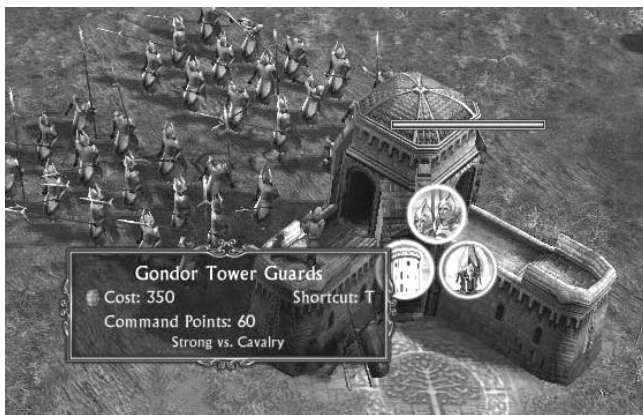 Gondor Tower Guards
Cost: 350 Shortcut: T
Command Points: 60
Strong vs. Cavalry